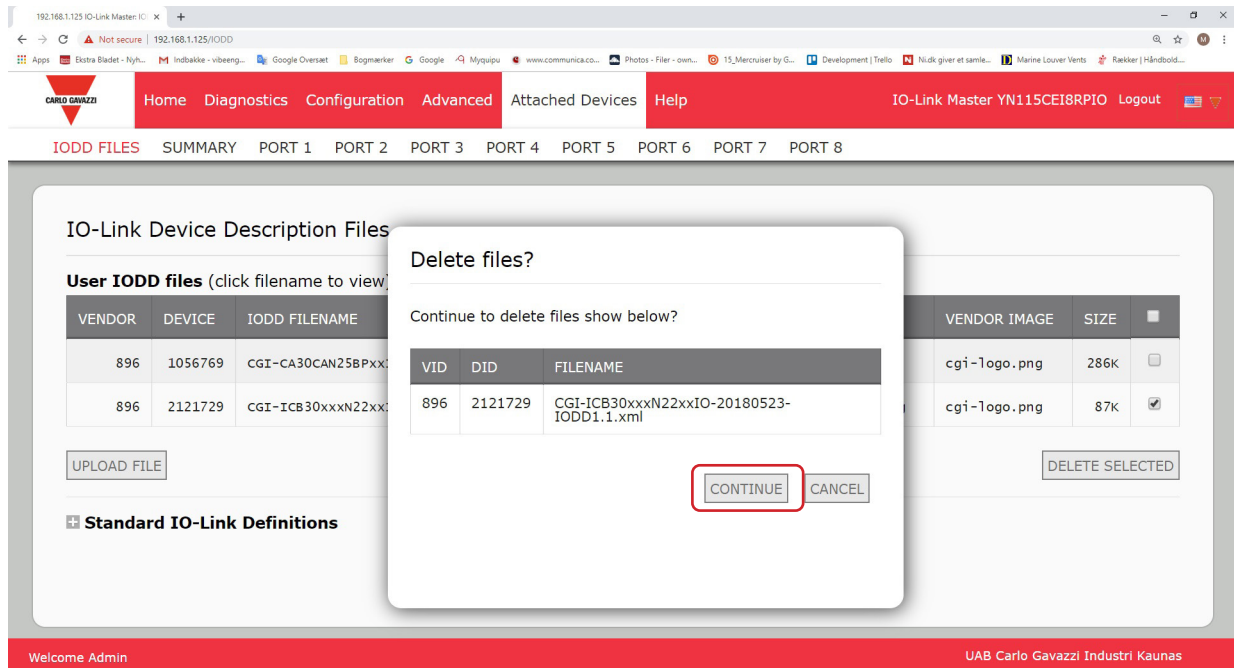 192.168.1.125 IO-Link Master: IO
Not secure | 192.168.1.125/IODD
Apps Ekstra Bladet - Nyh... Indbakke - vibeeng... Google Oversæt Bogmærker Google Myquipu www.communica.co... Photos - Filer - own... 15_Mercruiser by G... Development | Trello Ni.dk giver et samle... Marine Louver Vents Rækker | Håndbold....
CARLO GAVAZZI Home Diagnostics Configuration Advanced Attached Devices Help IO-Link Master YN115CEI8RPIO Logout
IODD FILES SUMMARY PORT 1 PORT 2 PORT 3 PORT 4 PORT 5 PORT 6 PORT 7 PORT 8
IO-Link Device Description Files
User IODD files (click filename to view)
VENDOR DEVICE IODD FILENAME VENDOR IMAGE SIZE
896 1056769 CGI-CA30CAN25BPxx cgi-logo.png 286K
896 2121729 CGI-ICB30xxxN22xx cgi-logo.png 87K
UPLOAD FILE DELETE SELECTED
Standard IO-Link Definitions
Delete files?
Continue to delete files show below?
VID DID FILENAME
896 2121729 CGI-ICB30xxxN22xxIO-20180523-
IODD1.1.xml
CONTINUE CANCEL
Welcome Admin UAB Carlo Gavazzi Industri Kaunas